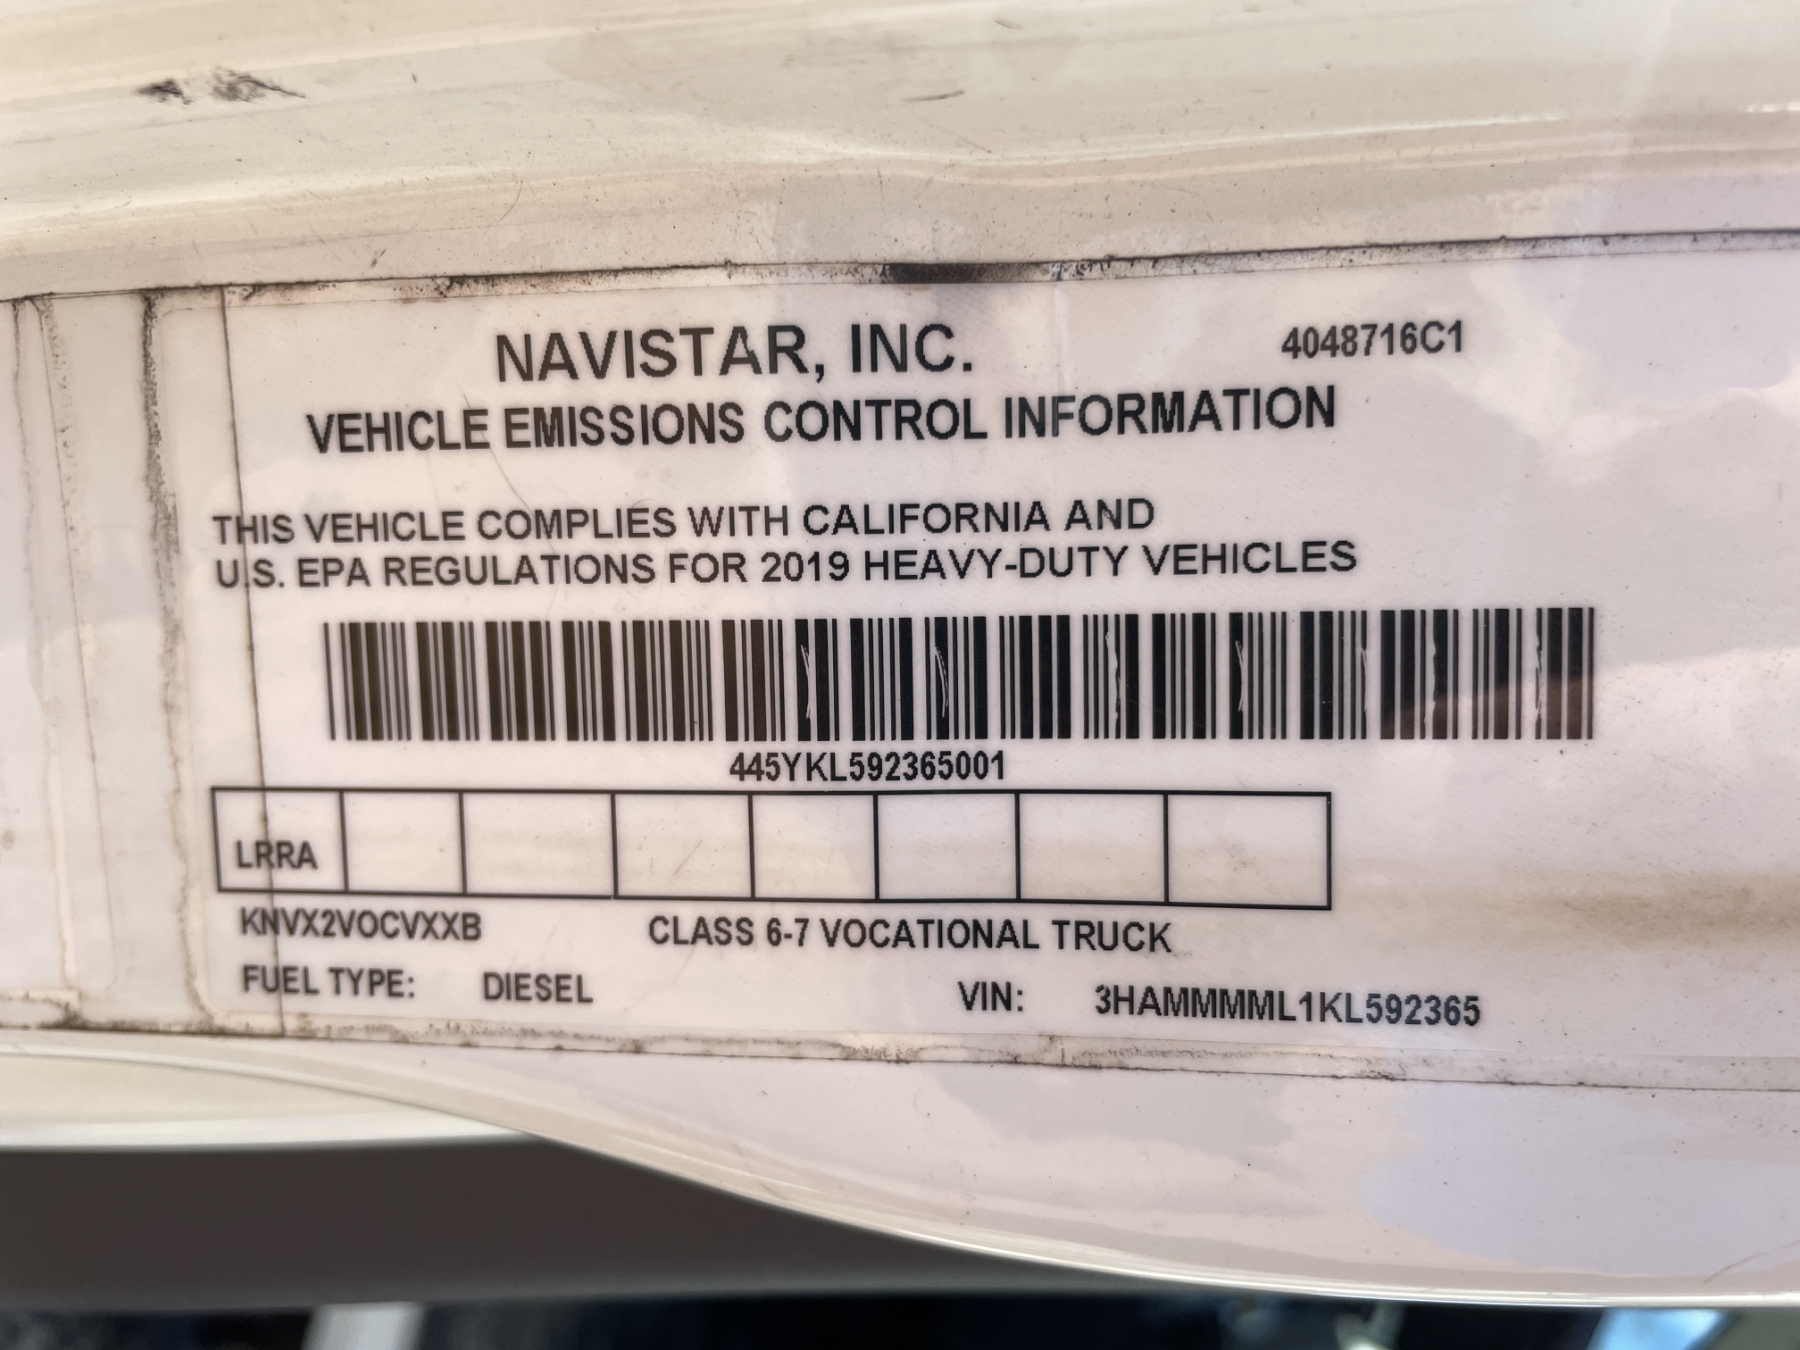 NAVISTAR, INC.
4048716C1
VEHICLE EMISSIONS CONTROL INFORMATION
THIS VEHICLE COMPLIES WITH CALIFORNIA AND
U.S. EPA REGULATIONS FOR 2019 HEAVY-DUTY VEHICLES
445YKL592365001
LRRA
KNVX2VOCVXXB CLASS 6-7 VOCATIONAL TRUCK
FUEL TYPE: DIESEL VIN: 3HAMMMML1KL592365